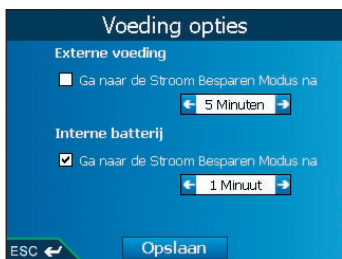 Voeding opties
Externe voeding
Ga naar de Stroom Besparen Modus na
5 Minuten
Interne batterij
Ga naar de Stroom Besparen Modus na
1 Minuut
ESC Opslaan